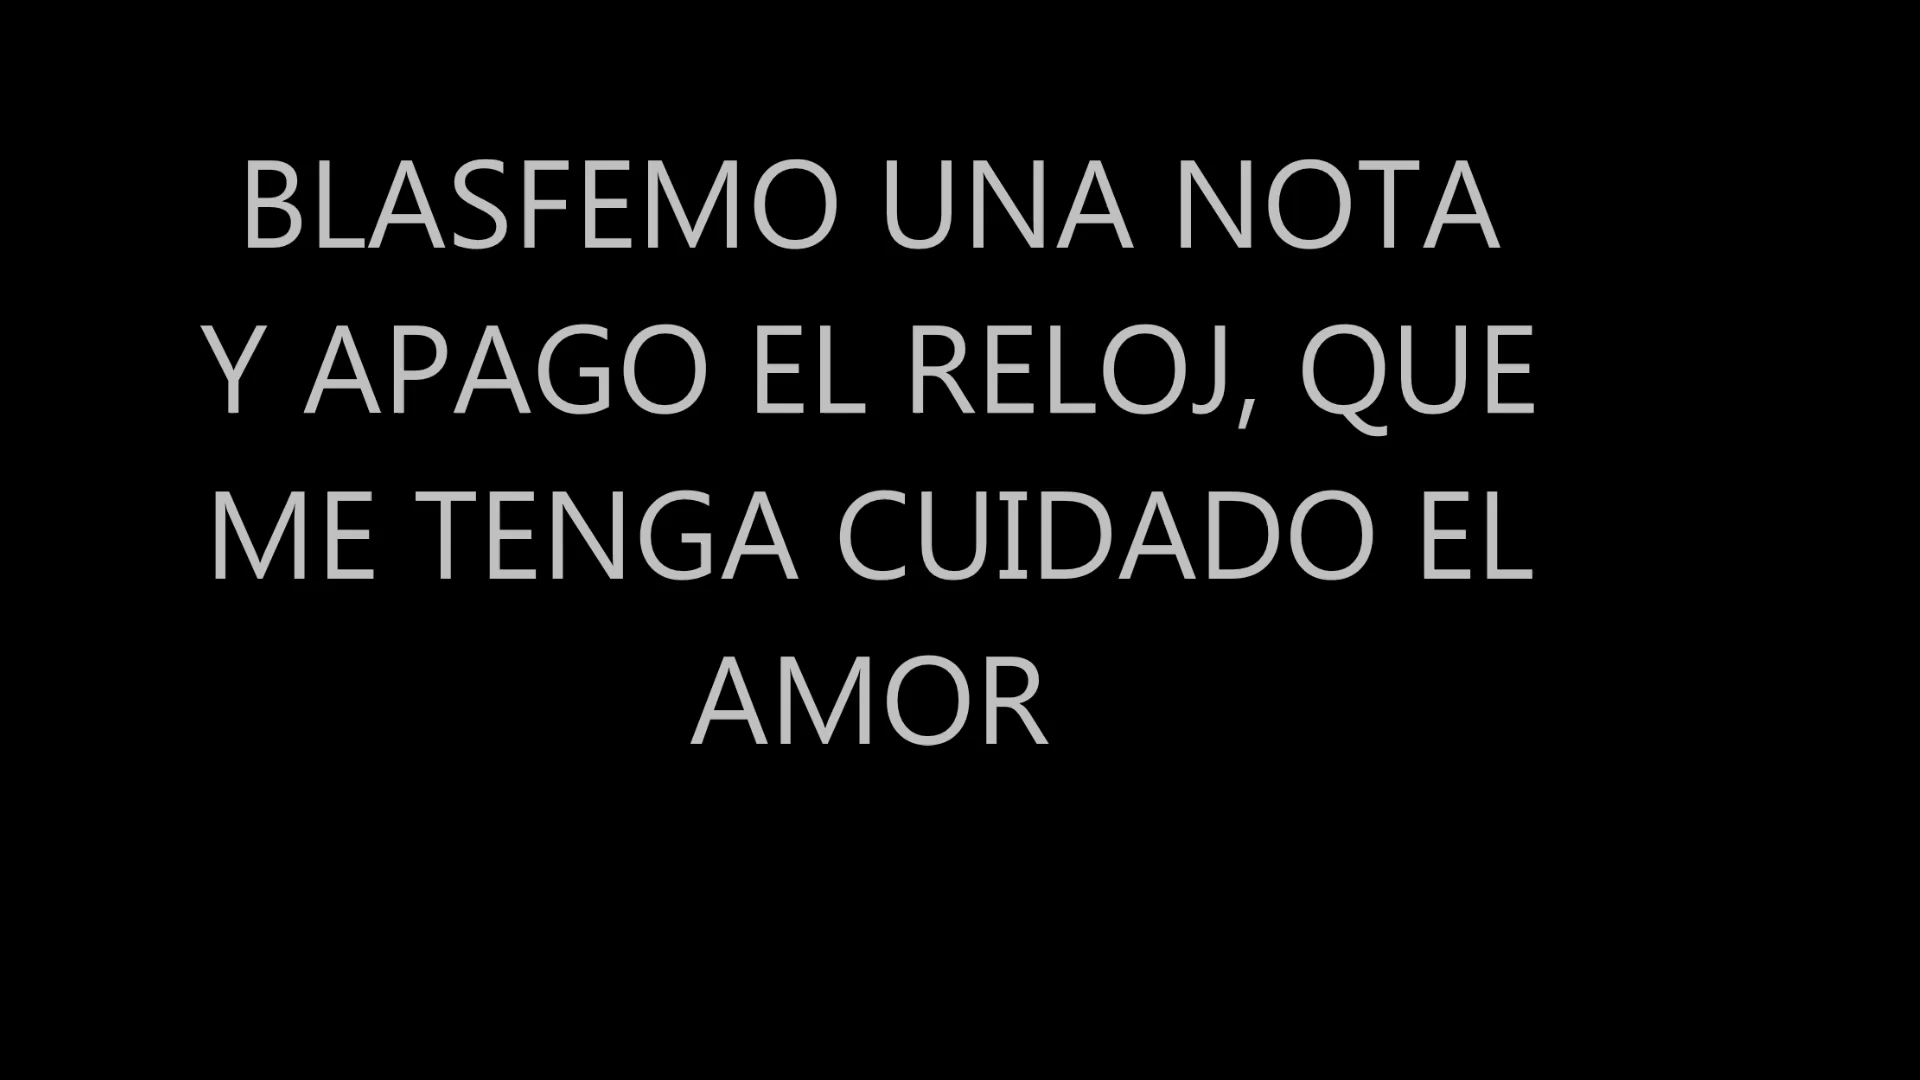 BLASFEMO UNA NOTA
Y APAGO EL RELOJ, QUE
ME TENGA CUIDADO EL
AMOR